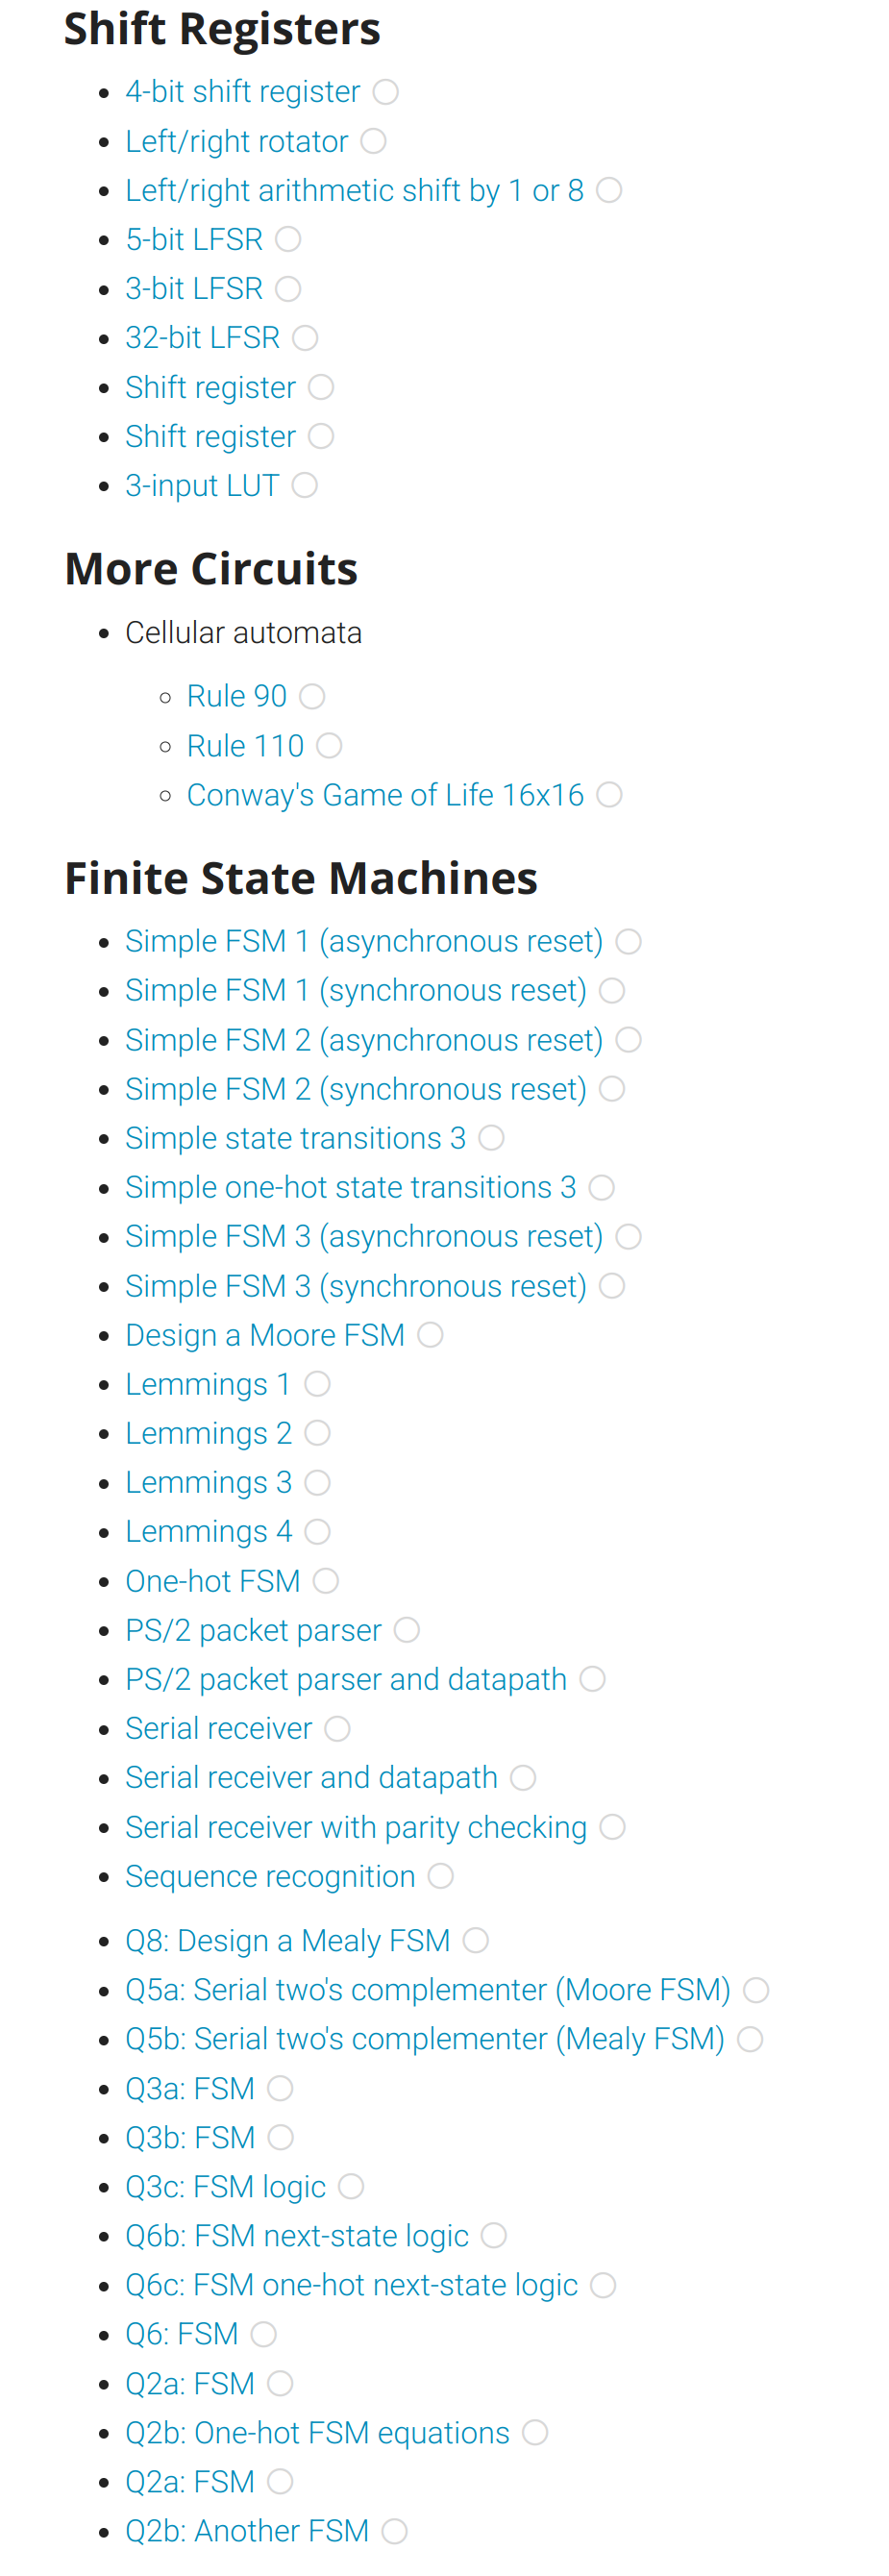 Shift Registers
4-bit shift register
Left/right rotator
Left/right arithmetic shift by 1 or 8
5-bit LFSR
3-bit LFSR
32-bit LFSR
Shift register
Shift register
3-input LUT
More Circuits
Cellular automata
Rule 90
Rule 110
Conway's Game of Life 16x16
Finite State Machines
Simple FSM 1 (asynchronous reset)
Simple FSM 1 (synchronous reset)
Simple FSM 2 (asynchronous reset)
Simple FSM 2 (synchronous reset)
Simple state transitions 3
Simple one-hot state transitions 3
Simple FSM 3 (asynchronous reset)
Simple FSM 3 (synchronous reset)
Design a Moore FSM
Lemmings 1
Lemmings 2
Lemmings 3
Lemmings 4
One-hot FSM
PS/2 packet parser
PS/2 packet parser and datapath
Serial receiver
Serial receiver and datapath
Serial receiver with parity checking
Sequence recognition
Q8: Design a Mealy FSM
Q5a: Serial two's complementer (Moore FSM)
Q5b: Serial two's complementer (Mealy FSM)
Q3a: FSM
Q3b: FSM
Q3c: FSM logic
Q6b: FSM next-state logic
Q6c: FSM one-hot next-state logic
Q6: FSM
Q2a: FSM
Q2b: One-hot FSM equations
Q2a: FSM
Q2b: Another FSM